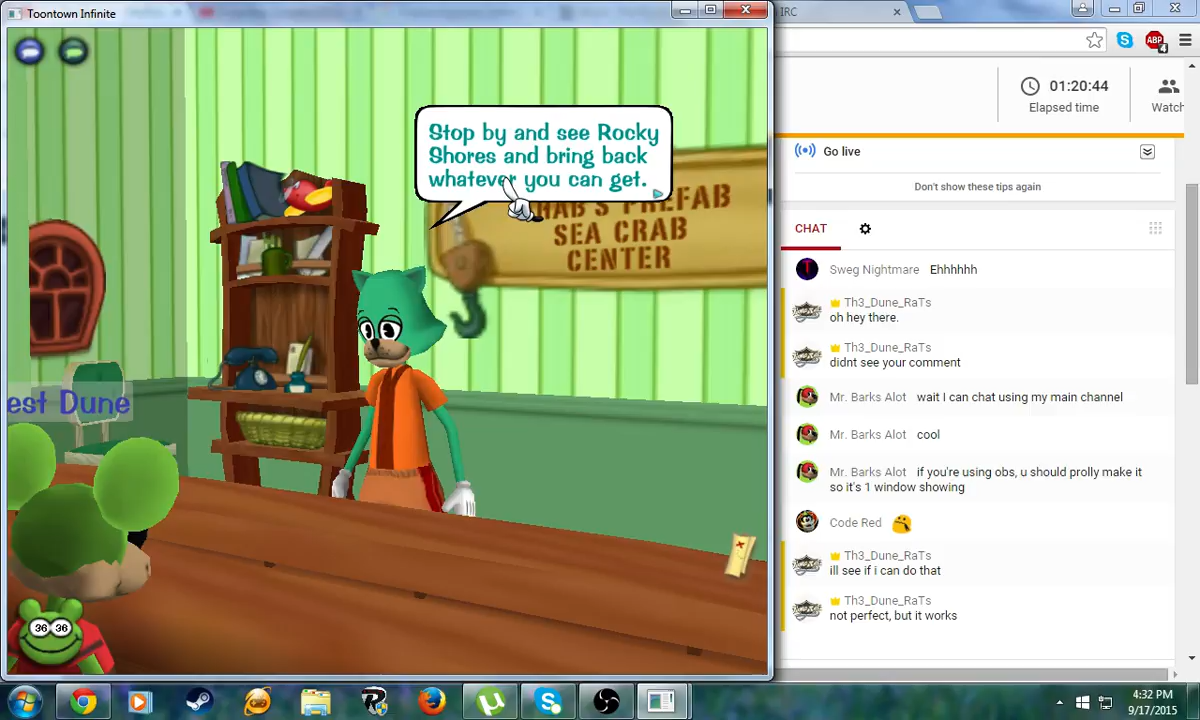 Toontown Infinite
IRC
ABP
4
Stop by and see Rocky
Shores and bring back
whatever you can get.
PREFAB
SEA CRAB
CENTER
est Dune
36 36
01:20:44
Elapsed time
Watch
Go live
Don't show these tips again
CHAT
Sweg Nightmare Ehhhhhh
Th3_Dune_RaTs
oh hey there.
Th3_Dune_RaTs
didnt see your comment
Mr. Barks Alot wait I can chat using my main channel
Mr. Barks Alot cool
Mr. Barks Alot if you're using obs, u should prolly make it
so it's 1 window showing
Code Red
Th3_Dune_RaTs
ill see if i can do that
Th3_Dune_RaTs
not perfect, but it works
4:32 PM
9/17/2015